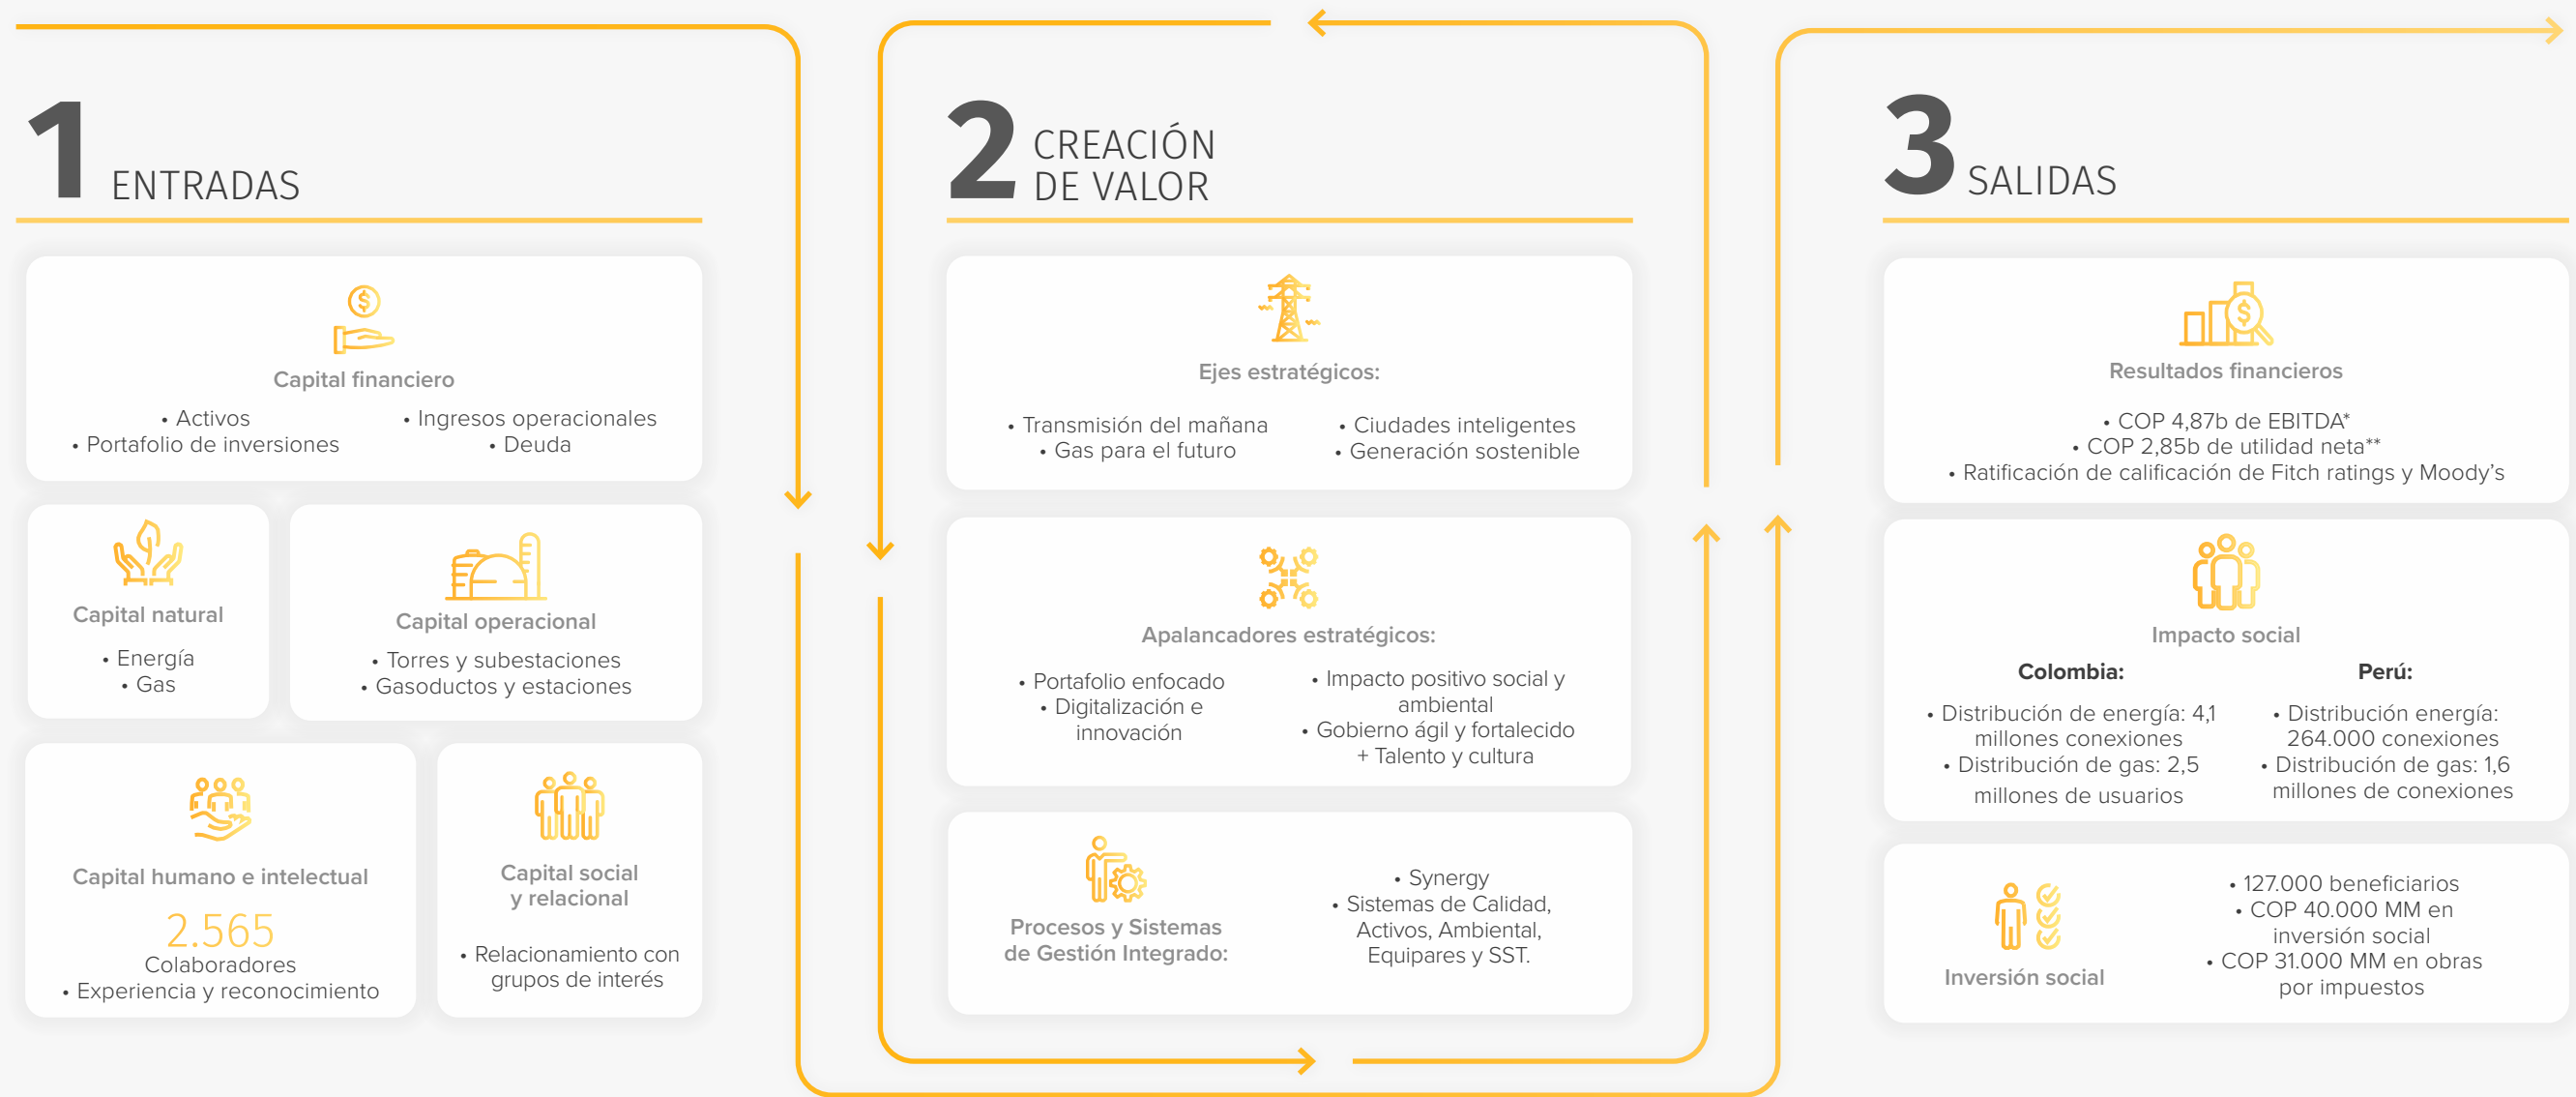 1
ENTRADAS
Capital financiero
• Activos
• Portafolio de inversiones
• Ingresos operacionales
• Deuda
Capital natural
• Energía
• Gas
Capital operacional
• Torres y subestaciones
• Gasoductos y estaciones
Capital humano e intelectual
2.565
Colaboradores
• Experiencia y reconocimiento
Capital social
y relacional
• Relacionamiento con
grupos de interés
2
CREACIÓN
DE VALOR
Ejes estratégicos:
• Transmisión del mañana
• Gas para el futuro
• Ciudades inteligentes
• Generación sostenible
Apalancadores estratégicos:
• Portafolio enfocado
• Digitalización e
innovación
• Impacto positivo social y
ambiental
• Gobierno ágil y fortalecido
+ Talento y cultura
Procesos y Sistemas
de Gestión Integrado:
• Synergy
• Sistemas de Calidad,
Activos, Ambiental,
Equipares y SST.
3
SALIDAS
Resultados financieros
• COP 4,87b de EBITDA*
• COP 2,85b de utilidad neta**
• Ratificación de calificación de Fitch ratings y Moody's
Impacto social
Colombia:
• Distribución de energía: 4,1
millones conexiones
• Distribución de gas: 2,5
millones de usuarios
Perú:
• Distribución energía:
264.000 conexiones
• Distribución de gas: 1,6
millones de conexiones
Inversión social
• 127.000 beneficiarios
• COP 40.000 MM en
inversión social
• COP 31.000 MM en obras
por impuestos